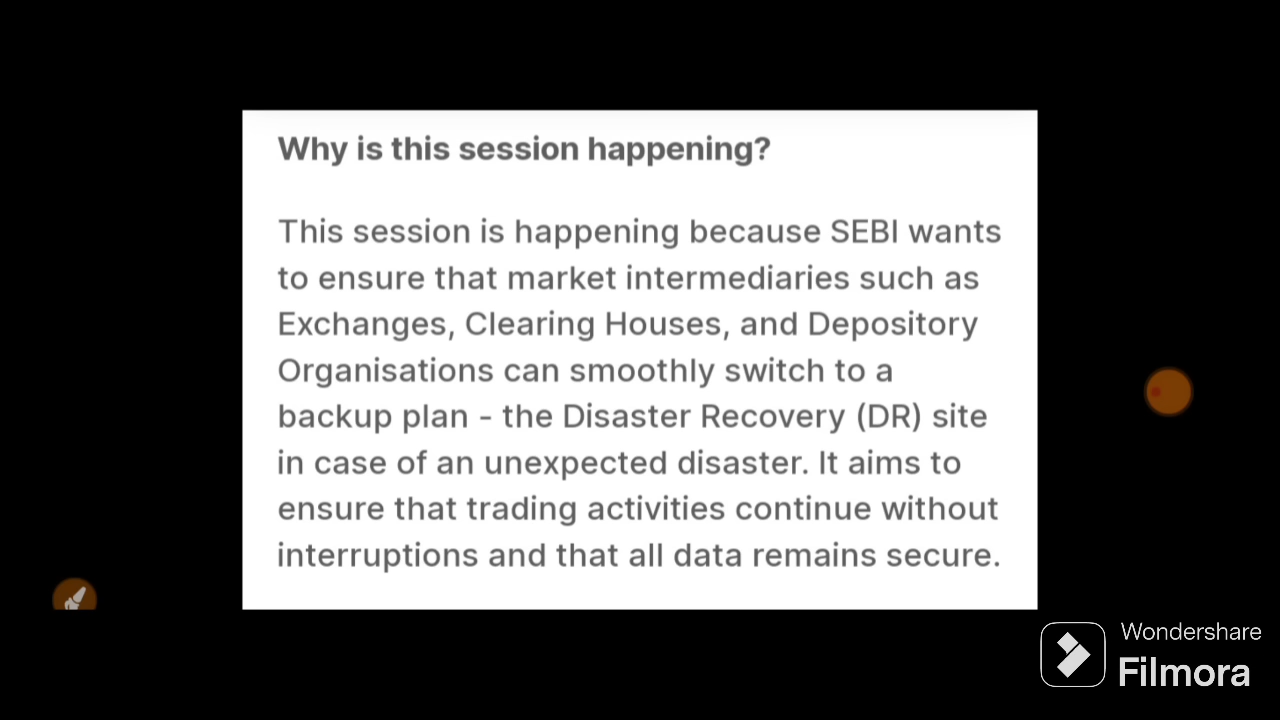 Why is this session happening?
This session is happening because SEBI wants
to ensure that market intermediaries such as
Exchanges, Clearing Houses, and Depository
Organisations can smoothly switch to a
backup plan - the Disaster Recovery (DR) site
in case of an unexpected disaster. It aims to
ensure that trading activities continue without
interruptions and that all data remains secure.
Wondershare
Filmora